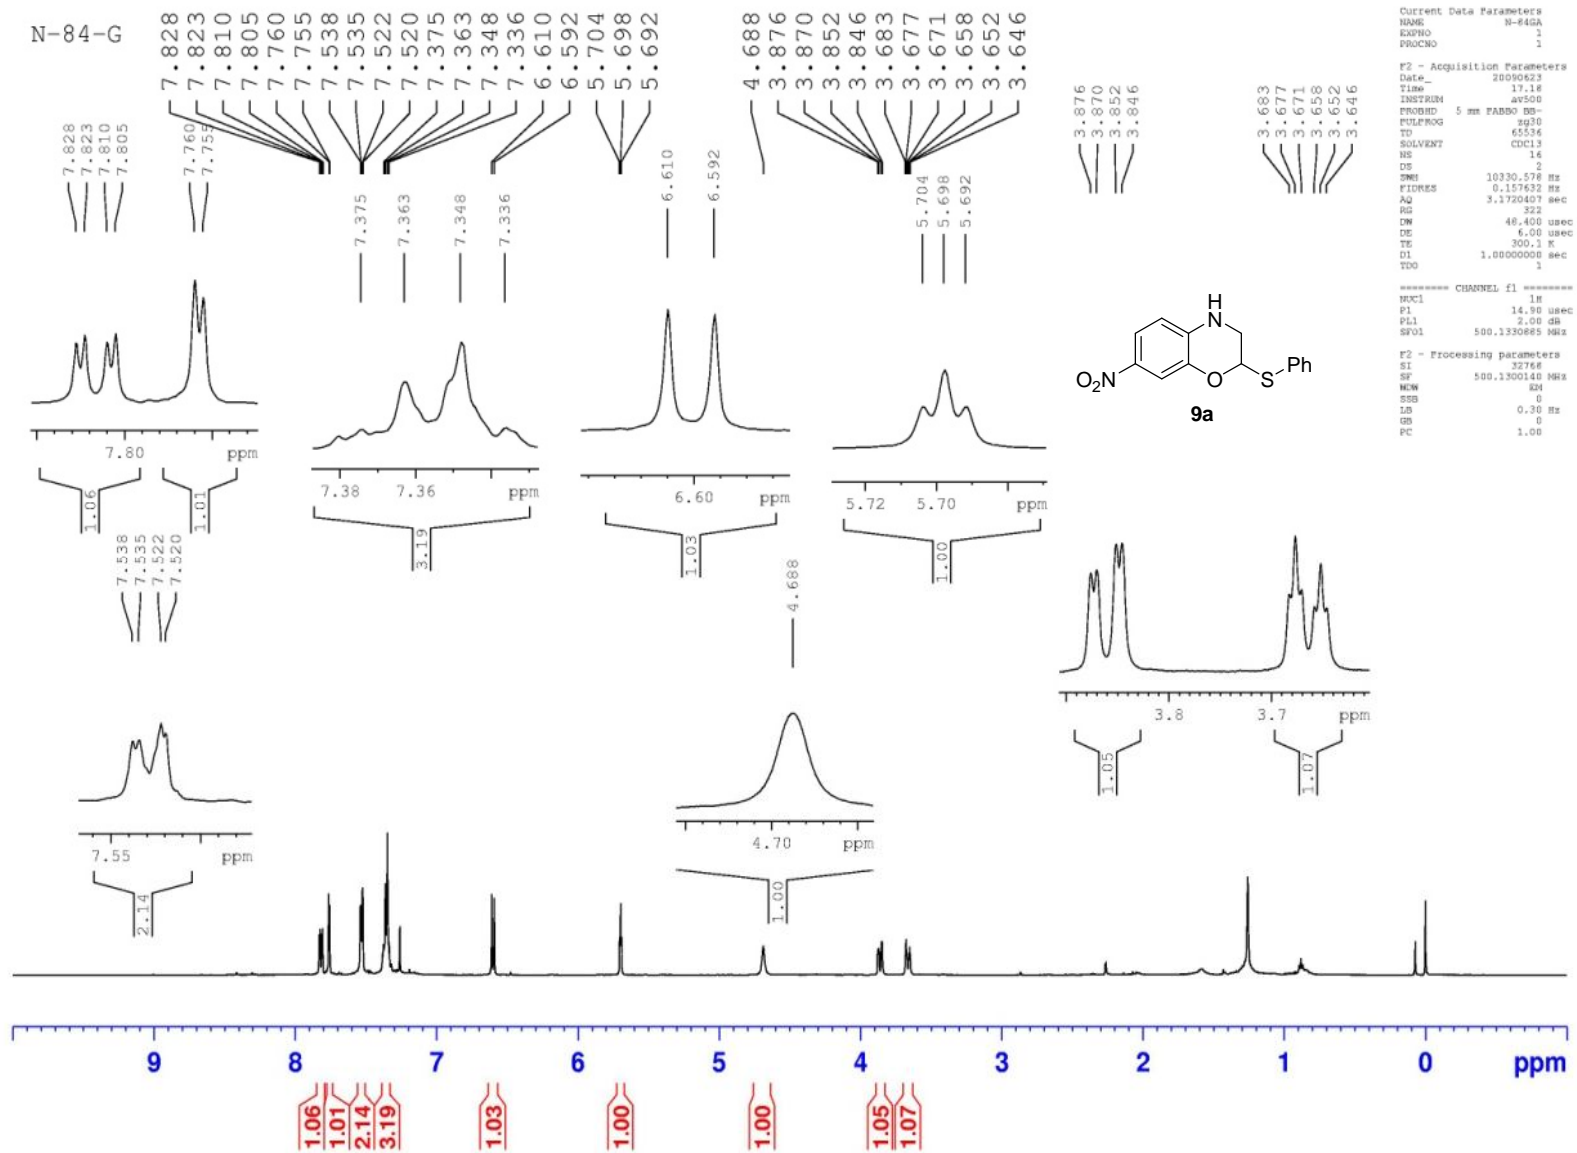 N-84-G
7.828
7.823
7.810
7.805
7.760
7.755
7.538
7.535
7.522
7.520
7.375
7.363
7.348
7.336
6.610
6.592
5.704
5.698
5.692
4.688
3.876
3.870
3.852
3.846
3.683
3.677
3.671
3.658
3.652
3.646
Current Data Parameters
NAME N-84GA
EXPNO 1
PROCNO 1
F2 - Acquisition Parameters
Date_ 20090623
Time 17.18
INSTRUM av500
PROBHD 5 mm PABBO BB-
PULPROG zg30
TD 65536
SOLVENT CDCl3
NS 16
DS 2
SWH 10330.578 Hz
FIDRES 0.157632 Hz
AQ 3.1720407 sec
RG 322
DW 48.400 usec
DE 6.00 usec
TE 300.1 K
D1 1.00000000 sec
TD0 1
======== CHANNEL f1 ========
NUC1 1H
P1 14.90 usec
PL1 2.00 dB
SFO1 500.1330885 MHz
F2 - Processing parameters
SI 32768
SF 500.1300140 MHz
WDW EM
SSB 0
LB 0.30 Hz
GB 0
PC 1.00
7.828
7.823
7.810
7.805
7.760
7.755
7.80 ppm
1.06
1.01
7.375
7.363
7.348
7.336
7.38 7.36 ppm
3.19
6.610
6.592
6.60 ppm
1.03
5.704
5.698
5.692
5.72 5.70 ppm
1.00
3.876
3.870
3.852
3.846
3.683
3.677
3.671
3.658
3.652
3.646
3.8 3.7 ppm
1.05
1.07
H
N
O2N
O
S
Ph
9a
7.538
7.535
7.522
7.520
7.55 ppm
2.14
4.688
4.70 ppm
1.00
9 8 7 6 5 4 3 2 1 0 ppm
1.06
1.01
2.14
3.19
1.03
1.00
1.00
1.05
1.07